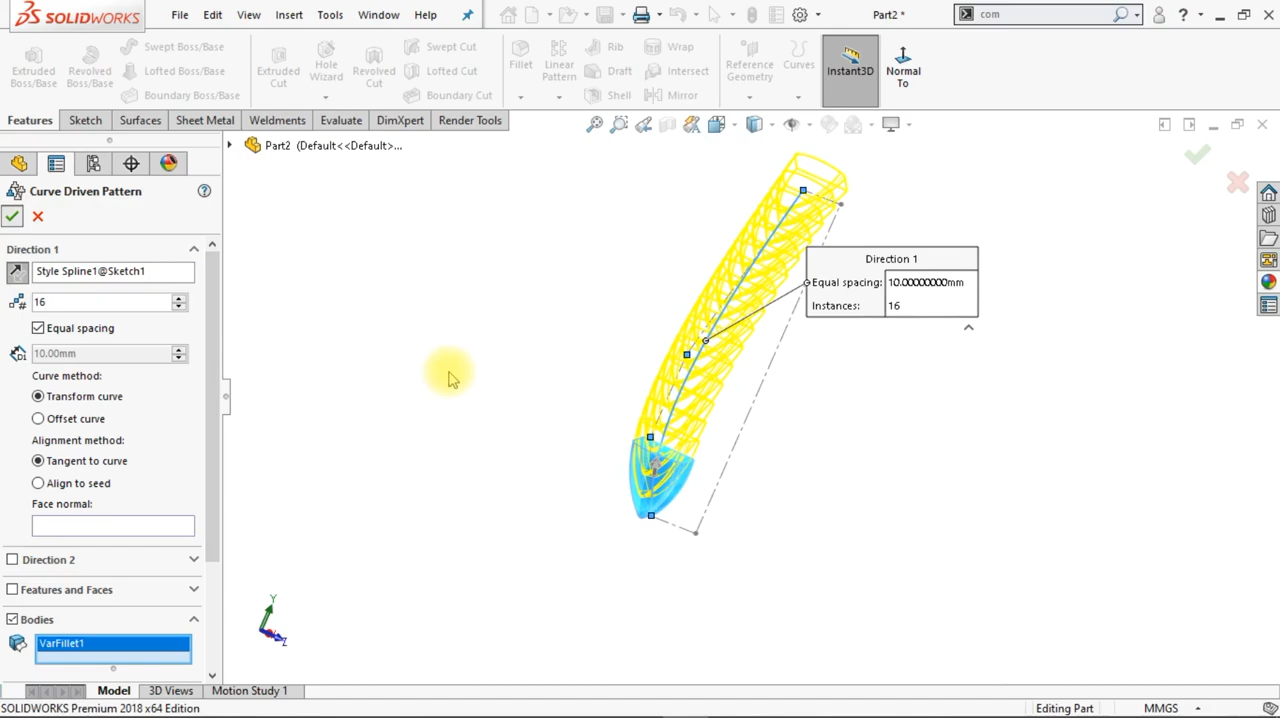 SOLIDWORKS File Edit View Insert Tools Window Help Part2 * com ?
Extruded Boss/Base
Revolved Boss/Base
Swept Boss/Base
Lofted Boss/Base
Boundary Boss/Base
Extruded Cut
Hole Wizard
Revolved Cut
Swept Cut
Lofted Cut
Boundary Cut
Fillet
Linear Pattern
Rib
Draft
Shell
Wrap
Intersect
Mirror
Reference Geometry
Curves
Instant3D
Normal To
Features Sketch Surfaces Sheet Metal Weldments Evaluate DimXpert Render Tools
Part2 (Default<<Default>...
Curve Driven Pattern ?
Direction 1
Style Spline1@Sketch1
16
Equal spacing
D1 10.00mm
Curve method:
Transform curve
Offset curve
Alignment method:
Tangent to curve
Align to seed
Face normal:
Direction 2
Features and Faces
Bodies
VarFillet1
Direction 1
Equal spacing: 10.00000000mm
Instances: 16
Y
Z
Model 3D Views Motion Study 1
SOLIDWORKS Premium 2018 x64 Edition Editing Part MMGS